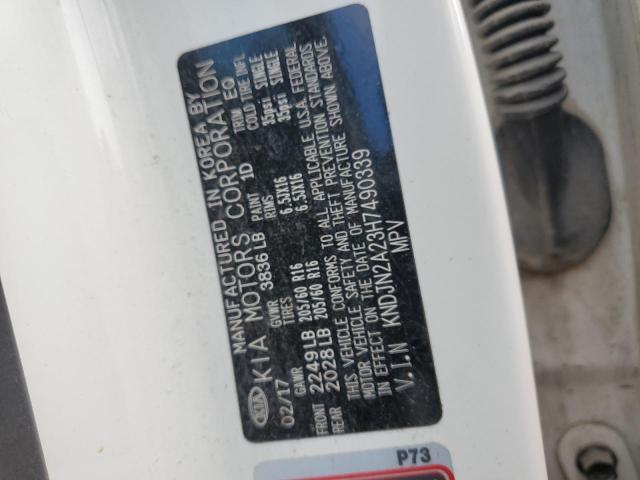 MANUFACTURED IN KOREA BY
KIA KIA MOTORS CORPORATION
02/17 GVWR 3836LB PAINT 1D TRIM EQ
GAWR TIRES RIMS COLD TIRE INFL
FRONT 2249LB 205/60 R16 6.5JX16 35psi SINGLE
REAR 2028LB 205/60 R16 6.5JX16 35psi SINGLE
THIS VEHICLE CONFORMS TO ALL APPLICABLE U.S.A. FEDERAL
MOTOR VEHICLE SAFETY AND THEFT PREVENTION STANDARDS
IN EFFECT ON THE DATE OF MANUFACTURE SHOWN ABOVE.
V.I.N KNDJN2A23H7490339
MPV
P73